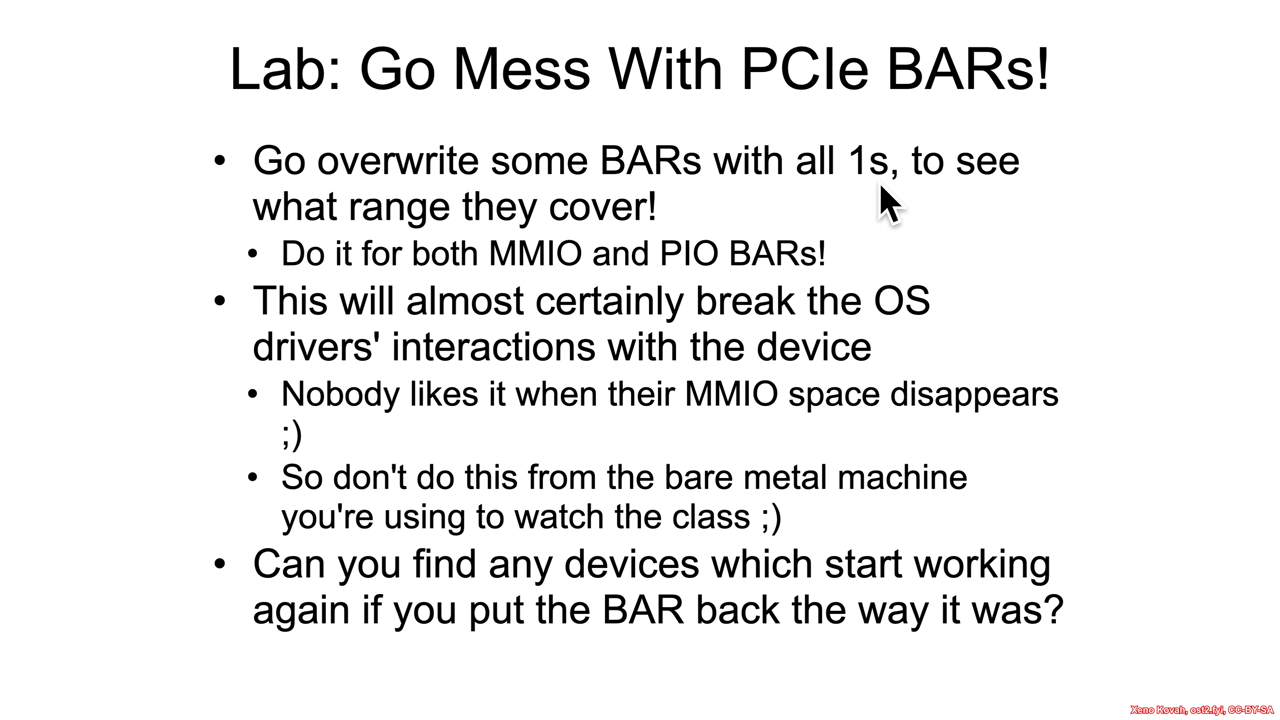 Lab: Go Mess With PCIe BARs!
• Go overwrite some BARs with all 1s, to see
what range they cover!
• Do it for both MMIO and PIO BARs!
• This will almost certainly break the OS
drivers' interactions with the device
• Nobody likes it when their MMIO space disappears
;)
• So don't do this from the bare metal machine
you're using to watch the class ;)
• Can you find any devices which start working
again if you put the BAR back the way it was?
Xeno Kovah, ost2.fyi, CC-BY-SA